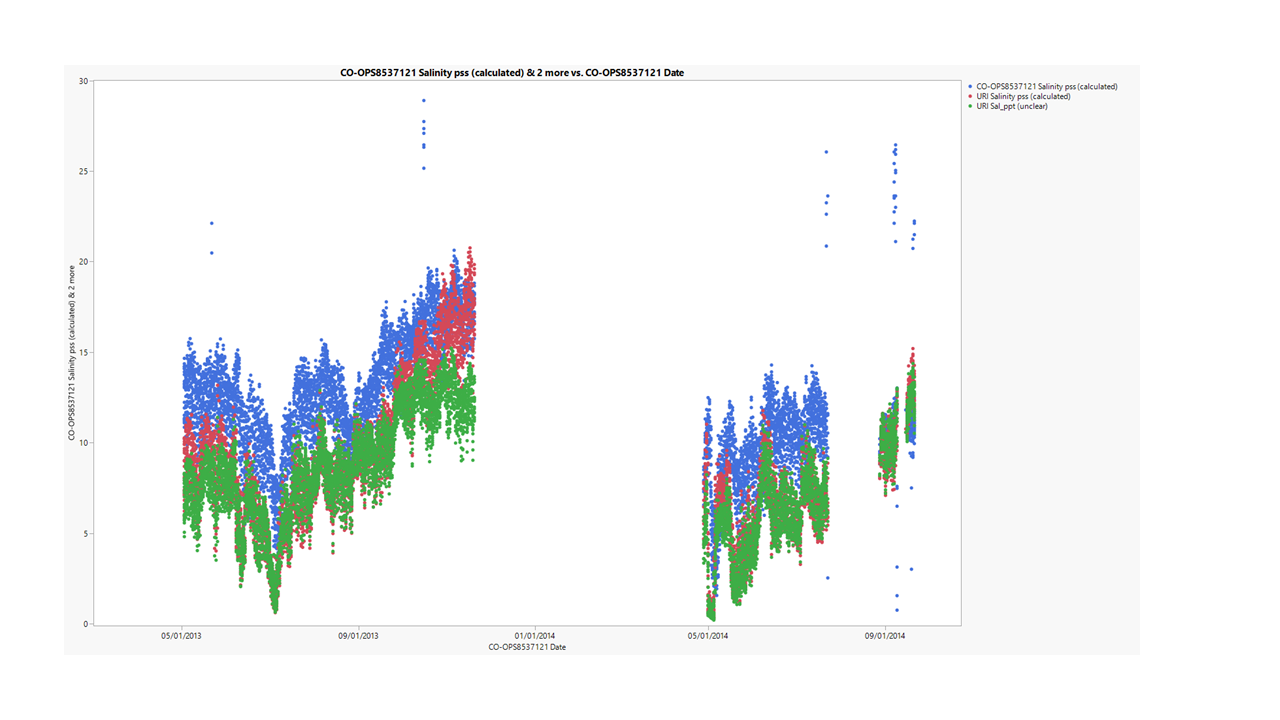 CO-OPS8537121 Salinity pss (calculated) & 2 more vs. CO-OPS8537121 Date
CO-OPS8537121 Salinity pss (calculated)
URI Salinity pss (calculated)
URI Sal_ppt (unclear)
CO-OPS8537121 Salinity pss (calculated) & 2 more
30
25
20
15
10
5
0
05/01/2013 09/01/2013 01/01/2014 05/01/2014 09/01/2014
CO-OPS8537121 Date